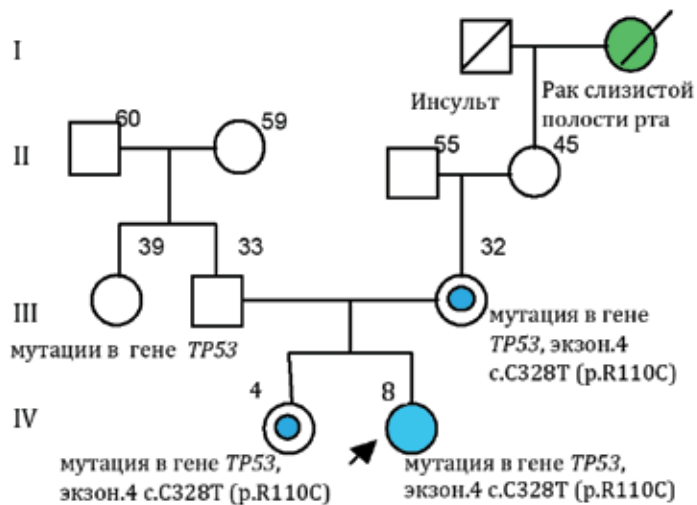 I
Инсульт
Рак слизистой
полости рта
60
59
II
55
45
39
33
32
III
мутации в гене TP53
мутация в гене
TP53, экзон.4
c.C328T (p.R110C)
4
8
IV
мутация в гене TP53,
экзон.4 c.C328T (p.R110C)
мутация в гене TP53,
экзон.4 c.C328T (p.R110C)